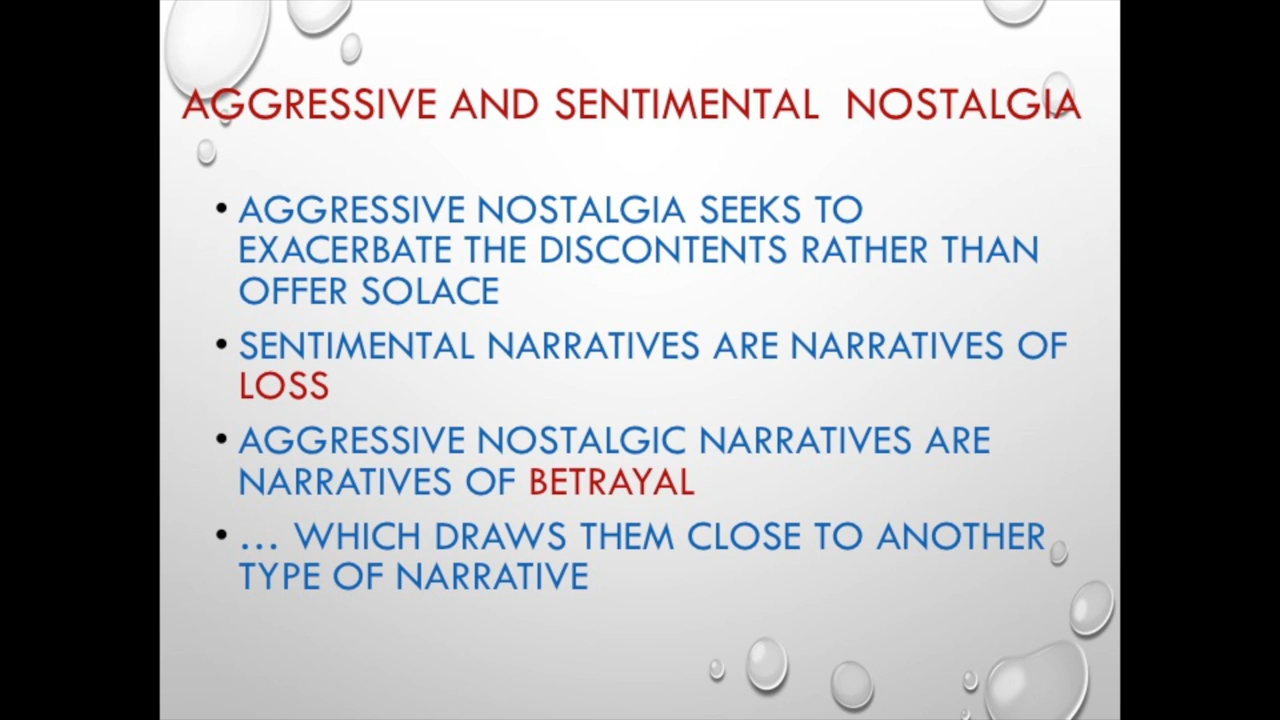 AGGRESSIVE AND SENTIMENTAL NOSTALGIA
• AGGRESSIVE NOSTALGIA SEEKS TO
EXACERBATE THE DISCONTENTS RATHER THAN
OFFER SOLACE
• SENTIMENTAL NARRATIVES ARE NARRATIVES OF
LOSS
• AGGRESSIVE NOSTALGIC NARRATIVES ARE
NARRATIVES OF BETRAYAL
• ... WHICH DRAWS THEM CLOSE TO ANOTHER
TYPE OF NARRATIVE